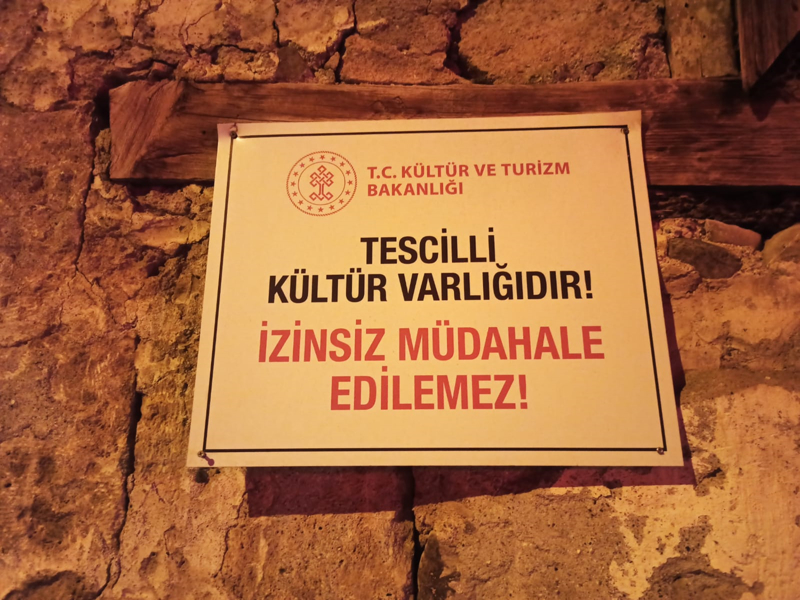 T.C. KÜLTÜR VE TURİZM
BAKANLIĞI
TESCİLLİ
KÜLTÜR VARLIĞIDIR!
İZİNSİZ MÜDAHALE
EDİLEMEZ!